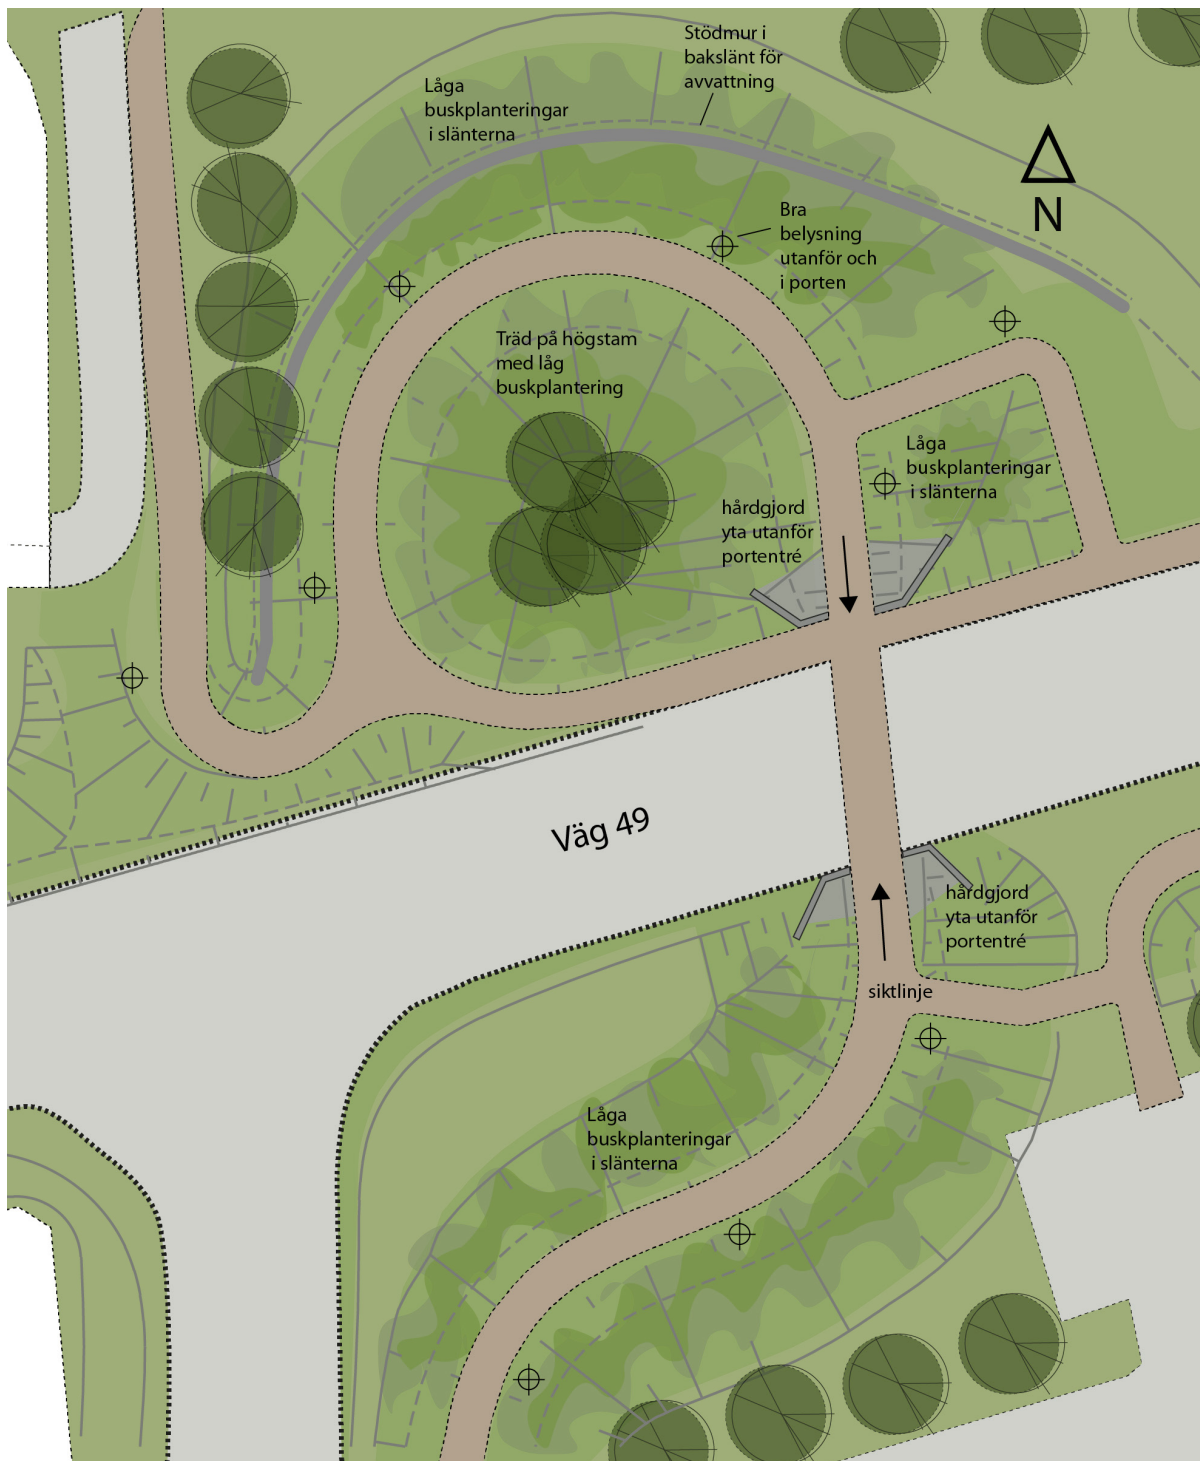 Stödmur i
bakslänt för
avvattning
Låga
buskplanteringar
i slänterna
N
Bra
belysning
utanför och
i porten
Träd på högstam
med låg
buskplantering
Låga
buskplanteringar
i slänterna
hårdgjord
yta utanför
portentré
Väg 49
hårdgjord
yta utanför
portentré
siktlinje
Låga
buskplanteringar
i slänterna